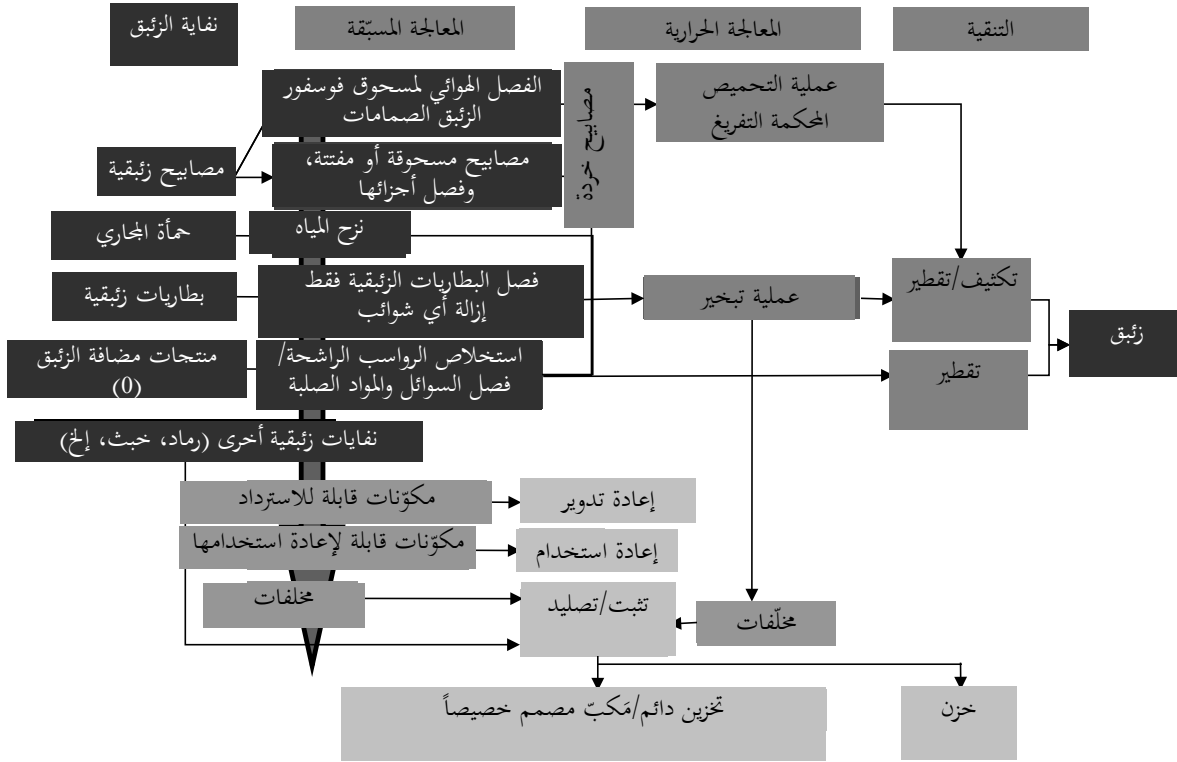 نفاية الزئبق
المعالجة المسبّقة
المعالجة الحرارية
التنقية
الفصل الهوائي لمسحوق فوسفور
الزئبق الصمامات
مصابيح خردة
عملية التحميص
المحكمة التفريغ
مصابيح زئبقية
مصابيح مسحوقة أو مفتتة،
وفصل أجزائها
حمأة المجاري
نزح المياه
بطاريات زئبقية
فصل البطاريات الزئبقية فقط
إزالة أي شوائب
عملية تبخير
تكثيف/تقطير
زئبق
منتجات مضافة الزئبق
(0)
استخلاص الرواسب الراشحة/
فصل السوائل والمواد الصلبة
تقطير
نفايات زئبقية أخرى (رماد، خبث، إلخ)
مكوّنات قابلة للاسترداد
إعادة تدوير
مكوّنات قابلة لإعادة استخدامها
إعادة استخدام
مخلفات
تثبت/تصليد
مخلّفات
تخزين دائم/مَكبّ مصمم خصيصاً
خزن